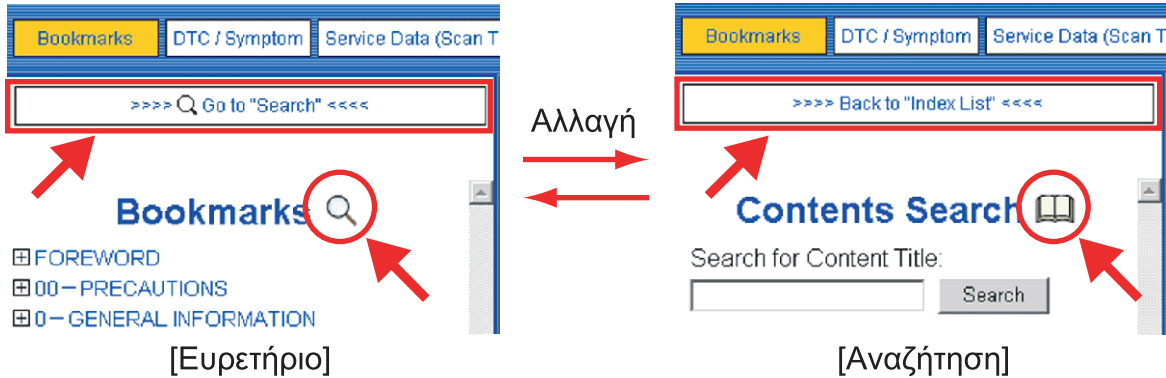 Bookmarks DTC / Symptom Service Data (Scan T
>>>> Go to "Search" <<<<
Bookmarks
FOREWORD
00－PRECAUTIONS
0－GENERAL INFORMATION
[Ευρετήριο]
Αλλαγή
Bookmarks DTC / Symptom Service Data (Scan T
>>>> Back to "Index List" <<<<
Contents Search
Search for Content Title:
Search
[Αναζήτηση]